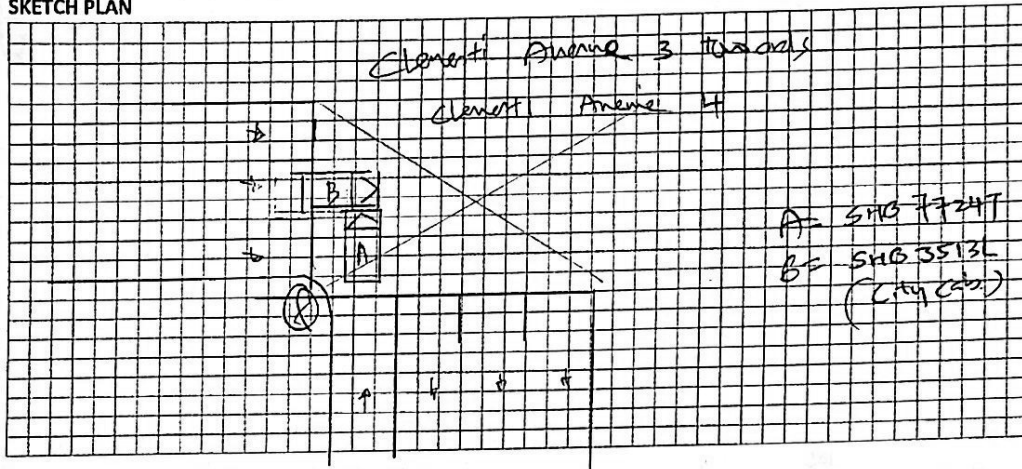 SKETCH PLAN
Clementi Avenue 3 towards
Clementi Avenue 4
B
A
A= SHB 7724T
B= SHB 3513L
(City Cab)